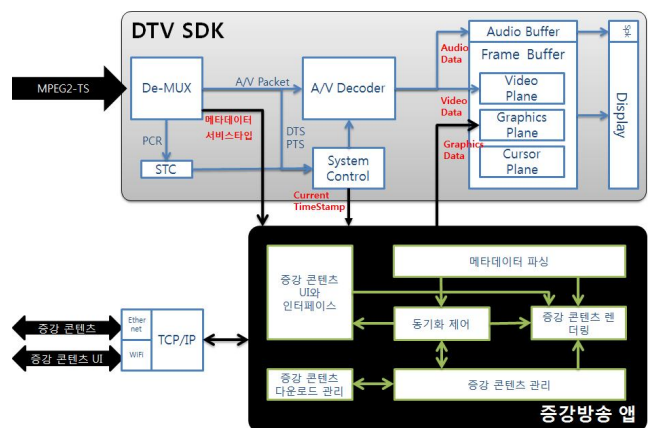 DTV SDK
MPEG2-TS
De-MUX
A/V Packet
A/V Decoder
Audio
Data
Audio Buffer
Spk
Frame Buffer
Video
Plane
Video
Data
Graphics
Plane
Graphics
Data
Cursor
Plane
Display
메타데이터
서비스타입
DTS
PTS
PCR
STC
System
Control
Current
TimeStamp
증강 콘텐츠
UI와
인터페이스
메타데이터 파싱
동기화 제어
증강 콘텐츠 렌
더링
증강 콘텐츠
다운로드 관리
증강 콘텐츠 관리
증강방송 앱
증강 콘텐츠
증강 콘텐츠 UI
Ether
net
WiFi
TCP/IP